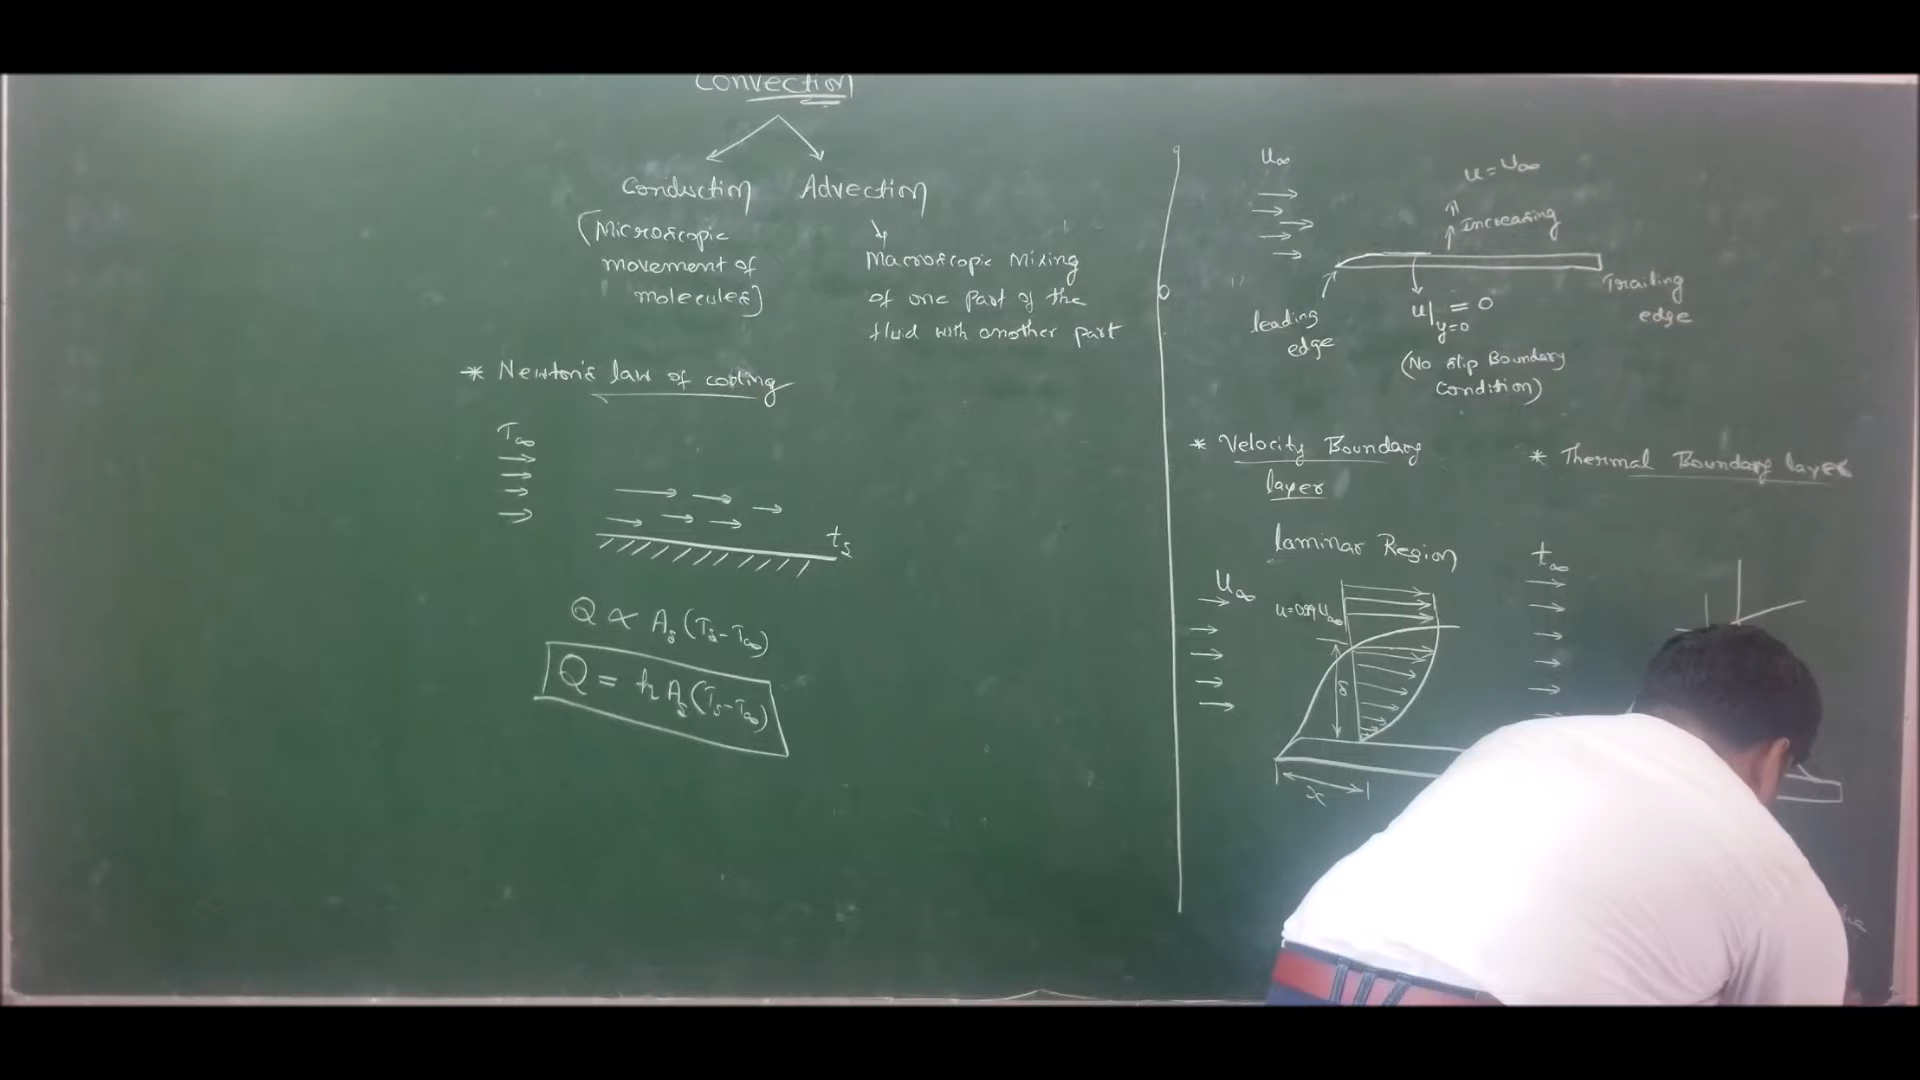 Convection
Conduction Advection
(Microscopic
movement of
molecules]
Macroscopic Mixing
of one part of the
fluid with another part
* Newton's law of cooling
T∞
ts
Q ∝ As(Ts-T∞)
Q = hAs(Ts-T∞)
u∞
u=u∞
Increasing
leading
edge
u|y=0 = 0
(No slip Boundary
Condition)
Trailing
edge
* Velocity Boundary
layer
laminar Region
U∞
u=0.99U∞
δ
x
* Thermal Boundary layer
t∞